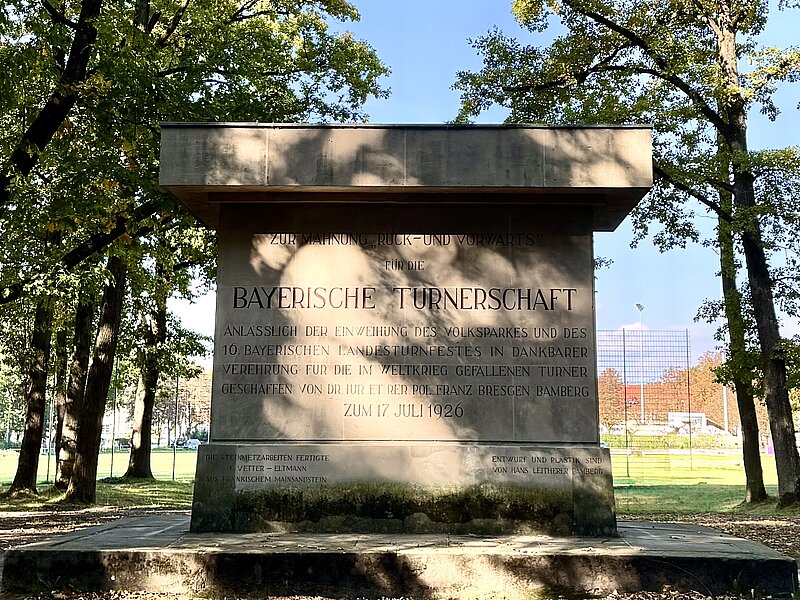 ZUR MAHNUNG „RÜCK-UND VORWÄRTS“
FÜR DIE
BAYERISCHE TURNERSCHAFT
ANLÄSSLICH DER EINWEIHUNG DES VOLKSPARKES UND DES
16. BAYERISCHEN LANDESTURNFESTES IN DANKBARER
VEREHRUNG FÜR DIE IM WELTKRIEG GEFALLENEN TURNER
GESCHAFFEN VON DR IUR ET RER POL. FRANZ BRESGEN BAMBERG
ZUM 17 JULI 1926
DIE STEINMETZARBEITEN FERTIGTE
G. VETTER – ELTMANN
AUS FRÄNKISCHEM MAINSANDSTEIN
ENTWURF UND PLASTIK SIND
VON HANS LEITHERER BAMBERG